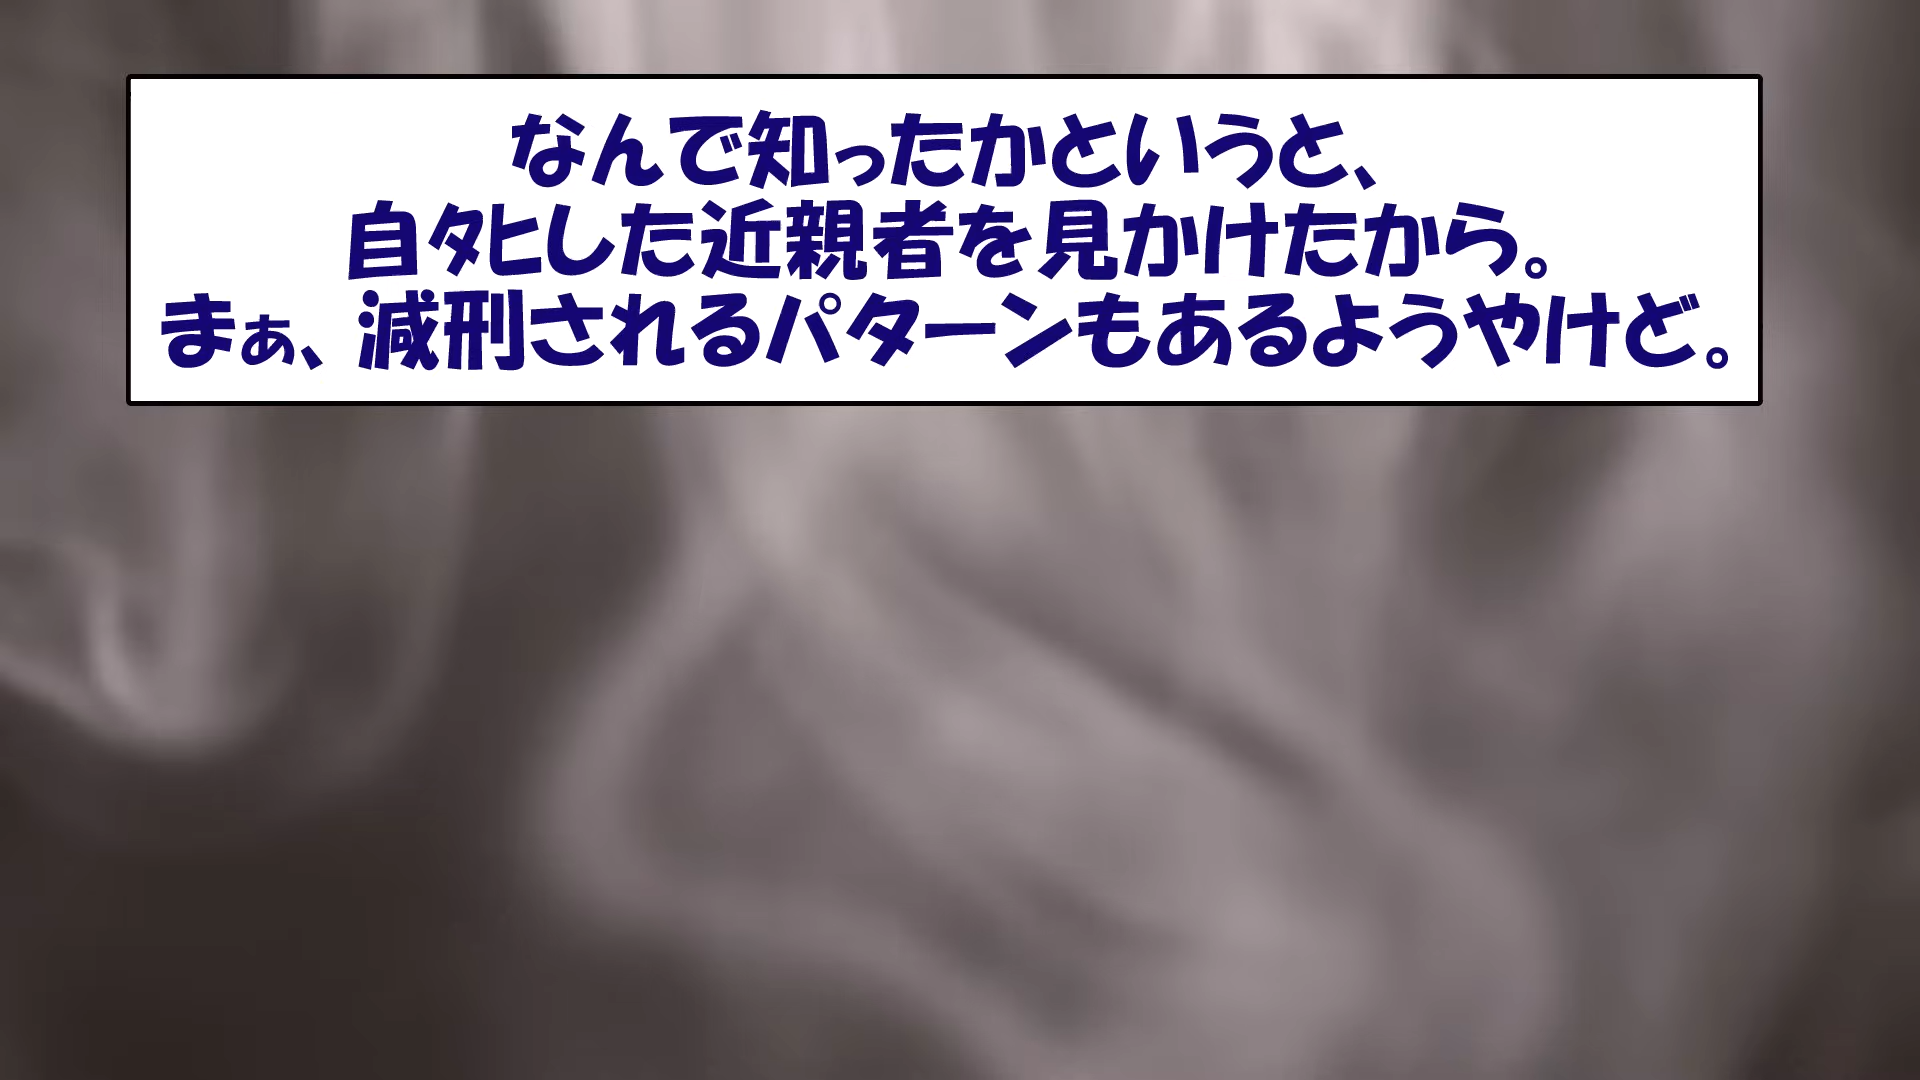 なんで知ったかというと、
自タヒした近親者を見かけたから。
まぁ、減刑されるパターンもあるようやけど。